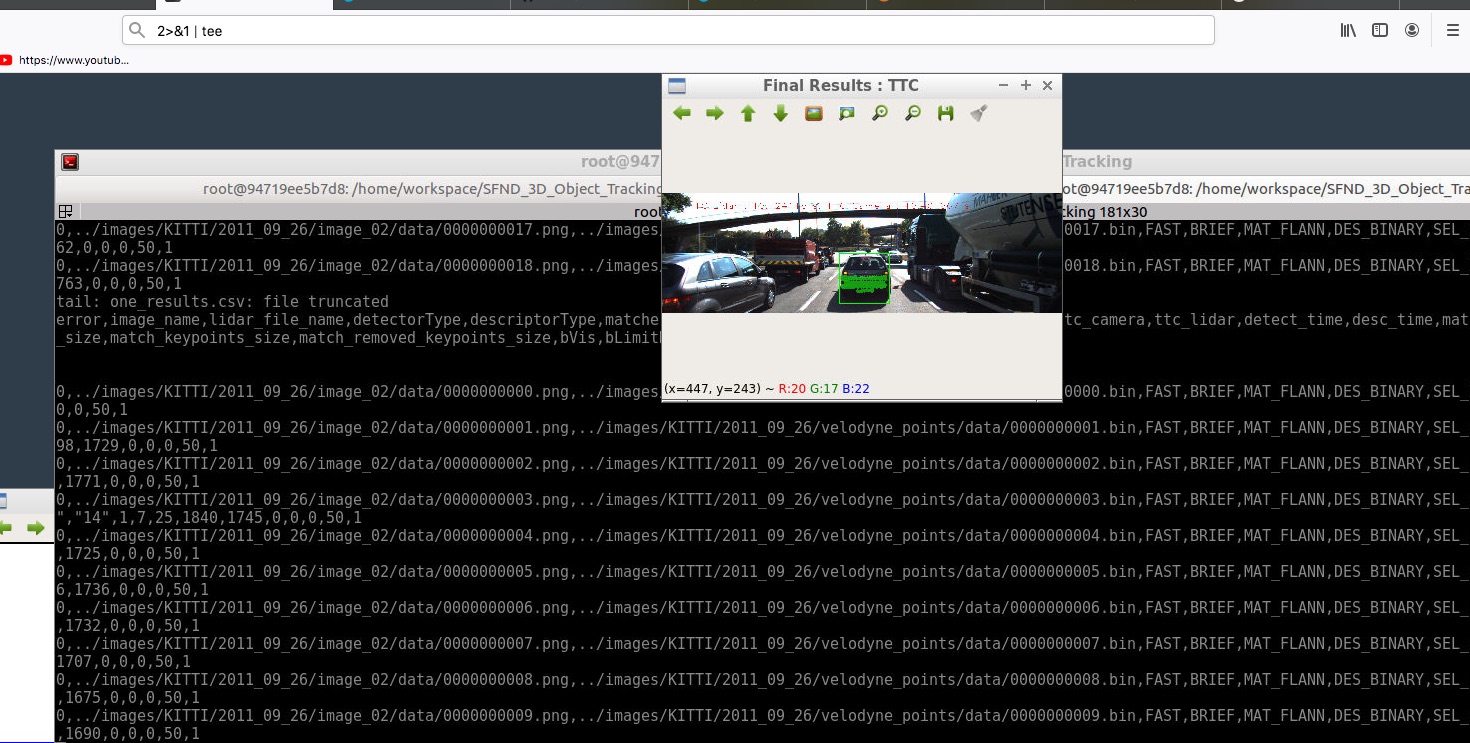 2>&1 | tee
https://www.youtub...
Final Results : TTC
root@947
Tracking
root@94719ee5b7d8: /home/workspace/SFND_3D_Object_Tracking
ot@94719ee5b7d8: /home/workspace/SFND_3D_Object_Tra
root
cking 181x30
0,../images/KITTI/2011_09_26/image_02/data/0000000017.png,../images/
0017.bin,FAST,BRIEF,MAT_FLANN,DES_BINARY,SEL_
62,0,0,0,50,1
0,../images/KITTI/2011_09_26/image_02/data/0000000018.png,../images/
0018.bin,FAST,BRIEF,MAT_FLANN,DES_BINARY,SEL_
763,0,0,0,50,1
tail: one_results.csv: file truncated
error,image_name,lidar_file_name,detectorType,descriptorType,matche
tc_camera,ttc_lidar,detect_time,desc_time,mat
_size,match_keypoints_size,match_removed_keypoints_size,bVis,bLimit
MAHLER
STUTENSE
(x=447, y=243) ~ R:20 G:17 B:22
0,../images/KITTI/2011_09_26/image_02/data/0000000000.png,../images/
0000.bin,FAST,BRIEF,MAT_FLANN,DES_BINARY,SEL_
0,0,50,1
0,../images/KITTI/2011_09_26/image_02/data/0000000001.png,../images/KITTI/2011_09_26/velodyne_points/data/0000000001.bin,FAST,BRIEF,MAT_FLANN,DES_BINARY,SEL_
98,1729,0,0,0,50,1
0,../images/KITTI/2011_09_26/image_02/data/0000000002.png,../images/KITTI/2011_09_26/velodyne_points/data/0000000002.bin,FAST,BRIEF,MAT_FLANN,DES_BINARY,SEL_
,1771,0,0,0,50,1
0,../images/KITTI/2011_09_26/image_02/data/0000000003.png,../images/KITTI/2011_09_26/velodyne_points/data/0000000003.bin,FAST,BRIEF,MAT_FLANN,DES_BINARY,SEL_
","14",1,7,25,1840,1745,0,0,0,50,1
0,../images/KITTI/2011_09_26/image_02/data/0000000004.png,../images/KITTI/2011_09_26/velodyne_points/data/0000000004.bin,FAST,BRIEF,MAT_FLANN,DES_BINARY,SEL_
,1725,0,0,0,50,1
0,../images/KITTI/2011_09_26/image_02/data/0000000005.png,../images/KITTI/2011_09_26/velodyne_points/data/0000000005.bin,FAST,BRIEF,MAT_FLANN,DES_BINARY,SEL_
6,1736,0,0,0,50,1
0,../images/KITTI/2011_09_26/image_02/data/0000000006.png,../images/KITTI/2011_09_26/velodyne_points/data/0000000006.bin,FAST,BRIEF,MAT_FLANN,DES_BINARY,SEL_
,1732,0,0,0,50,1
0,../images/KITTI/2011_09_26/image_02/data/0000000007.png,../images/KITTI/2011_09_26/velodyne_points/data/0000000007.bin,FAST,BRIEF,MAT_FLANN,DES_BINARY,SEL_
1707,0,0,0,50,1
0,../images/KITTI/2011_09_26/image_02/data/0000000008.png,../images/KITTI/2011_09_26/velodyne_points/data/0000000008.bin,FAST,BRIEF,MAT_FLANN,DES_BINARY,SEL_
,1675,0,0,0,50,1
0,../images/KITTI/2011_09_26/image_02/data/0000000009.png,../images/KITTI/2011_09_26/velodyne_points/data/0000000009.bin,FAST,BRIEF,MAT_FLANN,DES_BINARY,SEL_
,1690,0,0,0,50,1